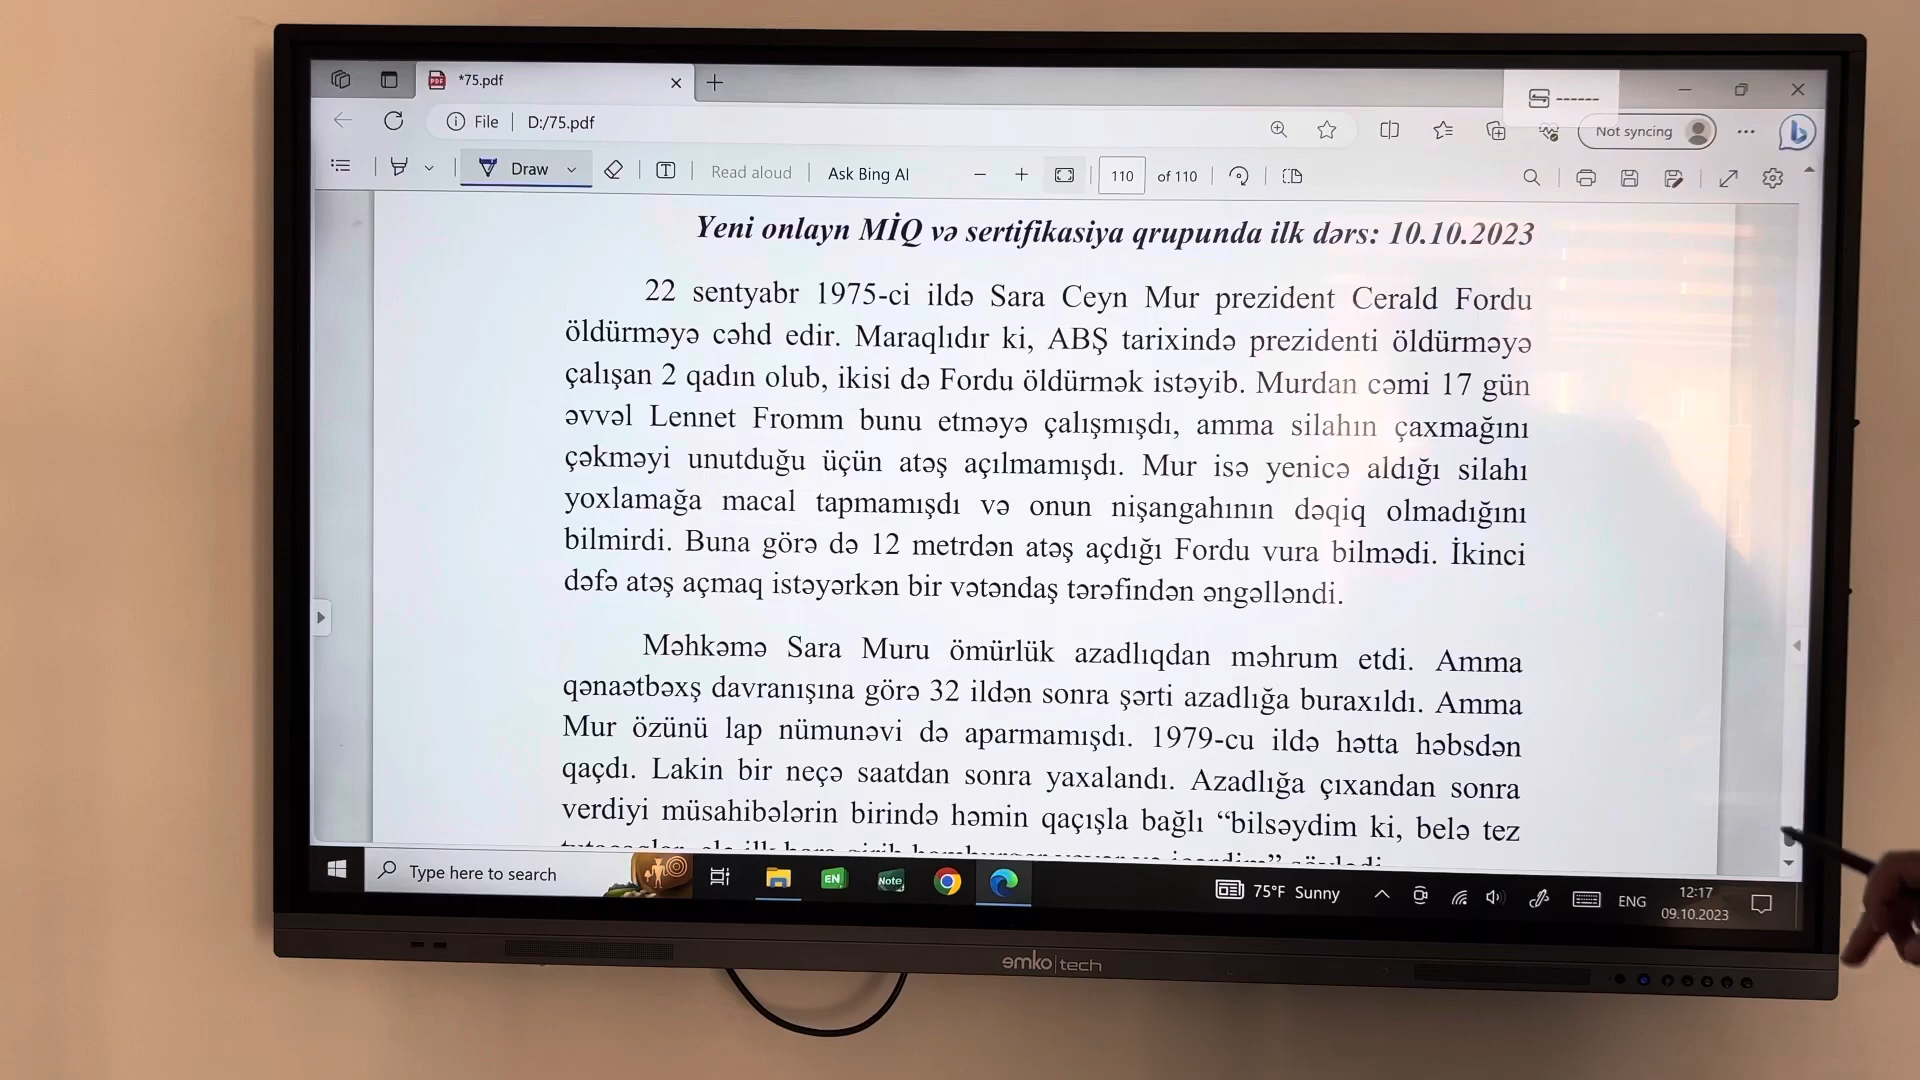 *75.pdf
------
File
D:/75.pdf
Not syncing
Draw
Read aloud
Ask Bing AI
110
of 110
Yeni onlayn MİQ və sertifikasiya qrupunda ilk dərs: 10.10.2023
22 sentyabr 1975-ci ildə Sara Ceyn Mur prezident Cerald Fordu
öldürməyə cəhd edir. Maraqlıdır ki, ABŞ tarixində prezidenti öldürməyə
çalışan 2 qadın olub, ikisi də Fordu öldürmək istəyib. Murdan cəmi 17 gün
əvvəl Lennet Fromm bunu etməyə çalışmışdı, amma silahın çaxmağını
çəkməyi unutduğu üçün atəş açılmamışdı. Mur isə yenicə aldığı silahı
yoxlamağa macal tapmamışdı və onun nişangahının dəqiq olmadığını
bilmirdi. Buna görə də 12 metrdən atəş açdığı Fordu vura bilmədi. İkinci
dəfə atəş açmaq istəyərkən bir vətəndaş tərəfindən əngəlləndi.
Məhkəmə Sara Muru ömürlük azadlıqdan məhrum etdi. Amma
qənaətbəxş davranışına görə 32 ildən sonra şərti azadlığa buraxıldı. Amma
Mur özünü lap nümunəvi də aparmamışdı. 1979-cu ildə hətta həbsdən
qaçdı. Lakin bir neçə saatdan sonra yaxalandı. Azadlığa çıxandan sonra
verdiyi müsahibələrin birində həmin qaçışla bağlı “bilsəydim ki, belə tez
Type here to search
EN
Note
75°F Sunny
ENG
12:17
09.10.2023
emko|tech